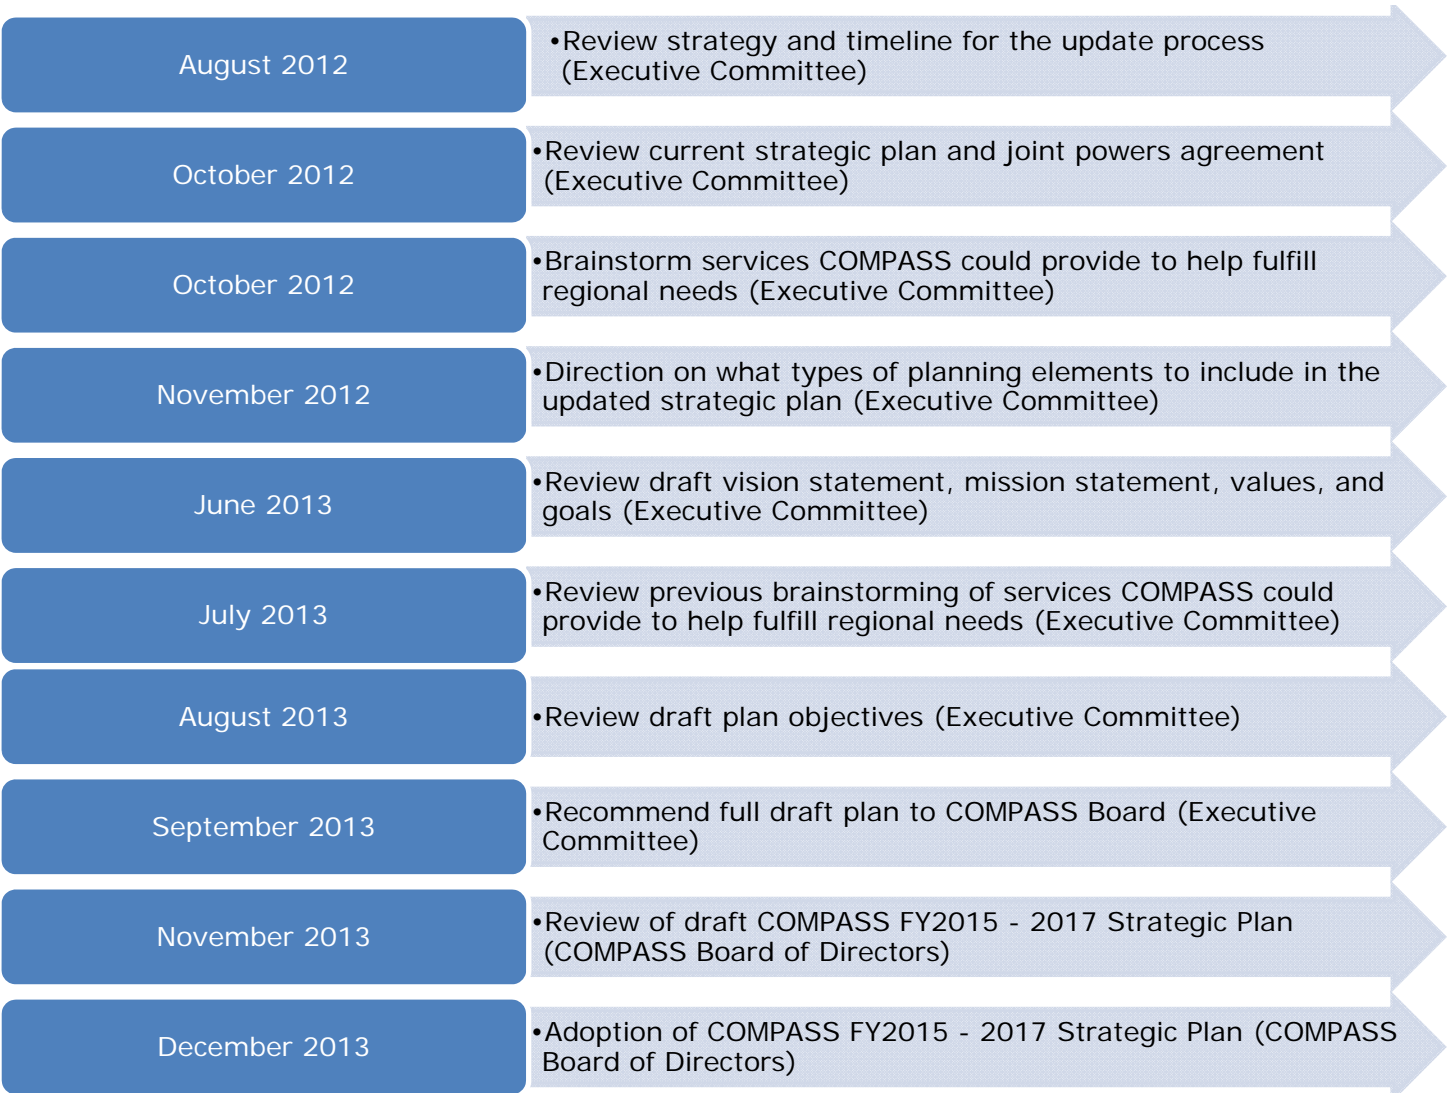 August 2012
•Review strategy and timeline for the update process
(Executive Committee)
October 2012
•Review current strategic plan and joint powers agreement
(Executive Committee)
October 2012
•Brainstorm services COMPASS could provide to help fulfill
regional needs (Executive Committee)
November 2012
•Direction on what types of planning elements to include in the
updated strategic plan (Executive Committee)
June 2013
•Review draft vision statement, mission statement, values, and
goals (Executive Committee)
July 2013
•Review previous brainstorming of services COMPASS could
provide to help fulfill regional needs (Executive Committee)
August 2013
•Review draft plan objectives (Executive Committee)
September 2013
•Recommend full draft plan to COMPASS Board (Executive
Committee)
November 2013
•Review of draft COMPASS FY2015 - 2017 Strategic Plan
(COMPASS Board of Directors)
December 2013
•Adoption of COMPASS FY2015 - 2017 Strategic Plan (COMPASS
Board of Directors)